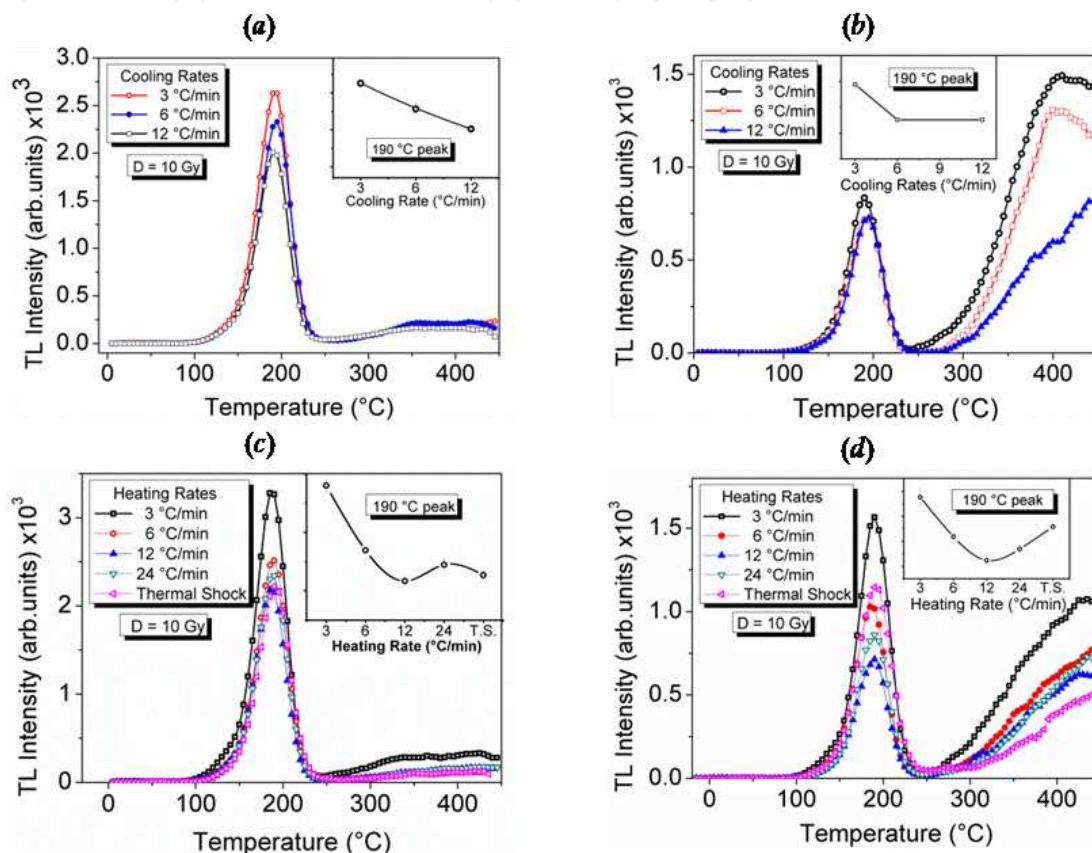 (a)
TL Intensity (arb.units) x10³
3.0
2.5
2.0
1.5
1.0
0.5
0.0
Cooling Rates
3 °C/min
6 °C/min
12 °C/min
D = 10 Gy
190 °C peak
3 6 12
Cooling Rate (°C/min)
0 100 200 300 400
Temperature (°C)
(b)
TL Intensity (arb.units) x10³
1.5
1.0
0.5
0.0
Cooling Rates
3 °C/min
6 °C/min
12 °C/min
D = 10 Gy
190 °C peak
3 6 9 12
Cooling Rates (°C/min)
0 100 200 300 400
Temperature (°C)
(c)
TL Intensity (arb.units) x10³
3
2
1
0
Heating Rates
3 °C/min
6 °C/min
12 °C/min
24 °C/min
Thermal Shock
D = 10 Gy
190 °C peak
3 6 12 24 T.S.
Heating Rate (°C/min)
0 100 200 300 400
Temperature (°C)
(d)
TL Intensity (arb.units) x10³
1.5
1.0
0.5
0.0
Heating Rates
3 °C/min
6 °C/min
12 °C/min
24 °C/min
Thermal Shock
D = 10 Gy
190 °C peak
3 6 12 24 T.S.
Heating Rate (°C/min)
0 100 200 300 400
Temperature (°C)